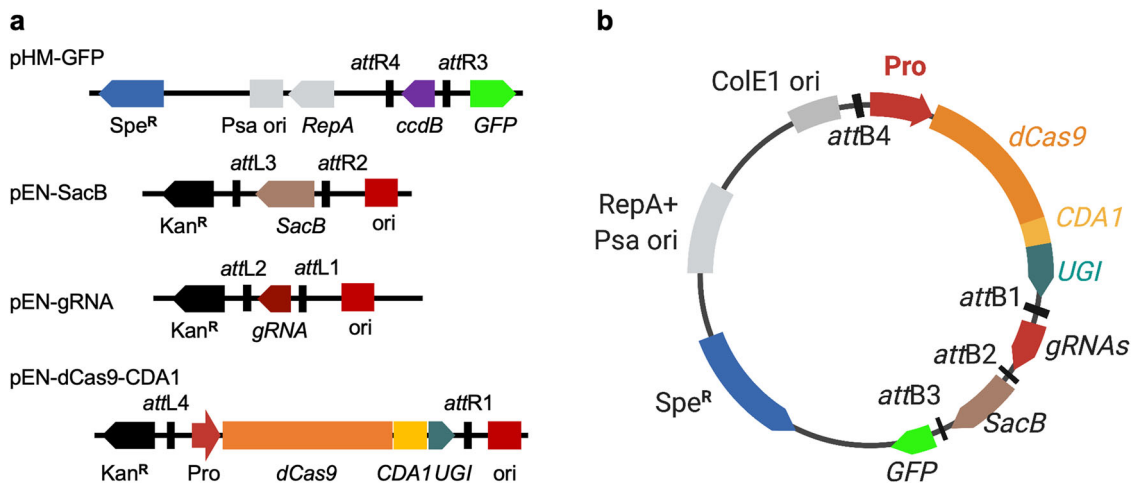 a
pHM-GFP
attR4 attR3
Speᴿ Psa ori RepA ccdB GFP
pEN-SacB
attL3 attR2
Kanᴿ SacB ori
pEN-gRNA
attL2 attL1
Kanᴿ gRNA ori
pEN-dCas9-CDA1
attL4 attR1
Kanᴿ Pro dCas9 CDA1 UGI ori
b
Pro
ColE1 ori
attB4
dCas9
CDA1
UGI
RepA+
Psa ori
attB1
gRNAs
attB2
SacB
attB3
Speᴿ
GFP